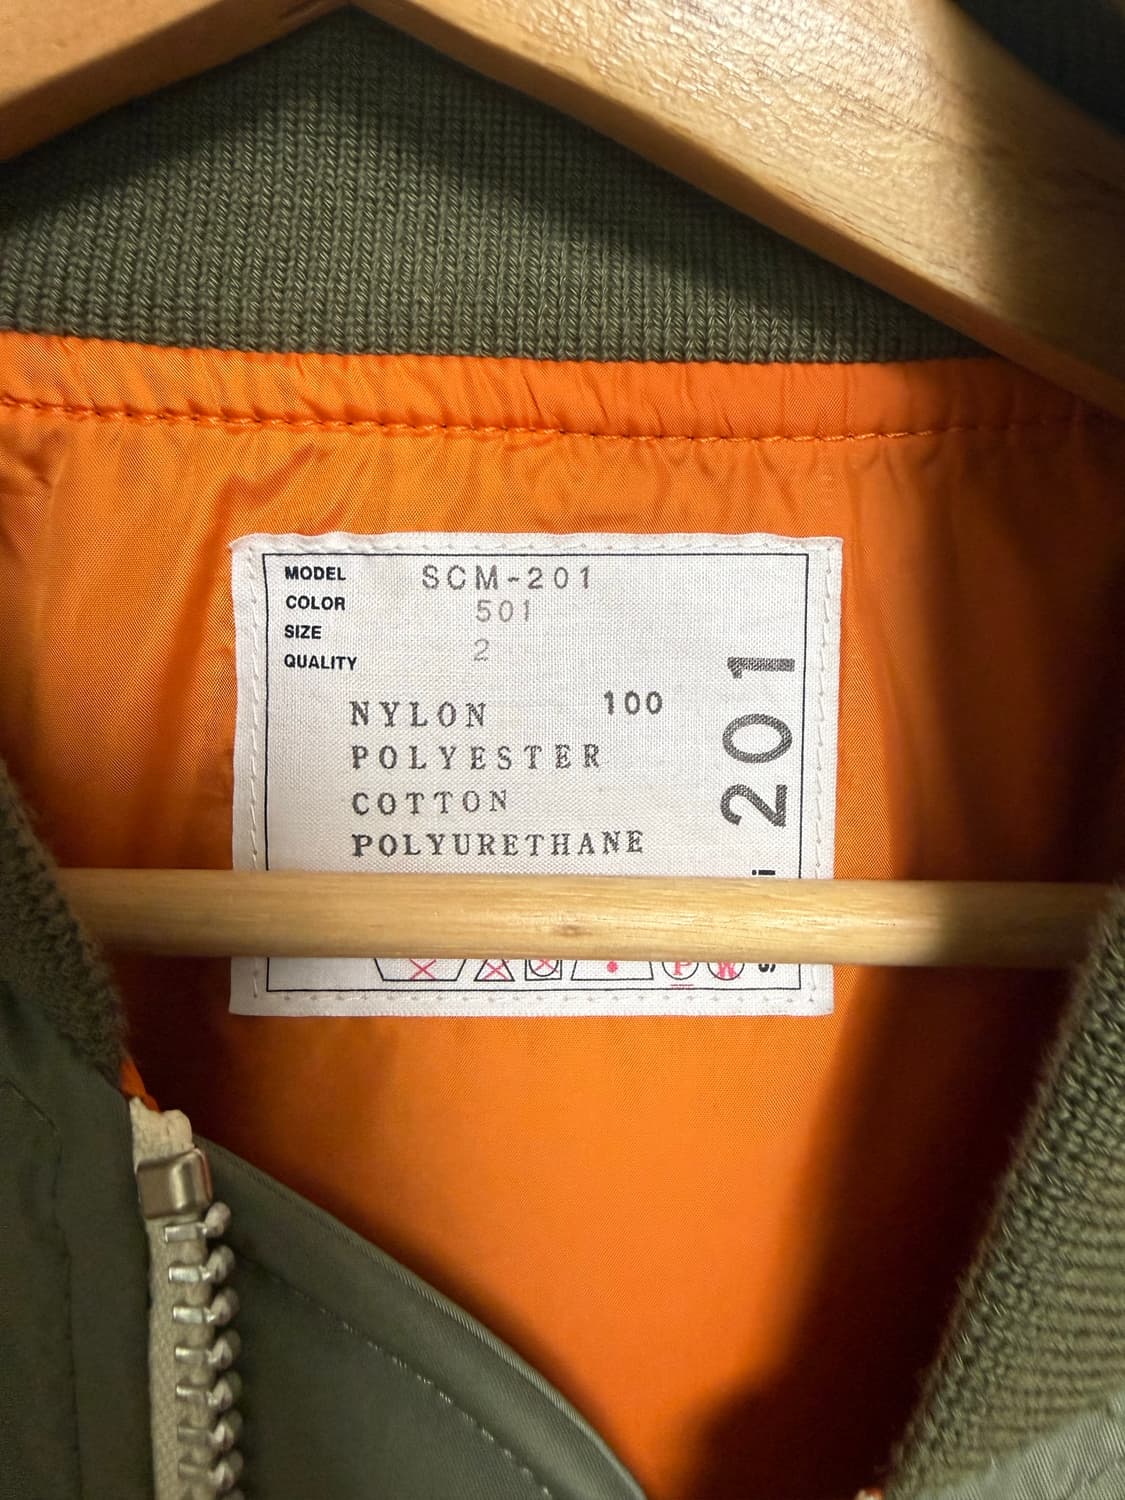 MODEL SCM-201
COLOR 501
SIZE 2
QUALITY
NYLON 100
POLYESTER
COTTON
POLYURETHANE
201
P
W